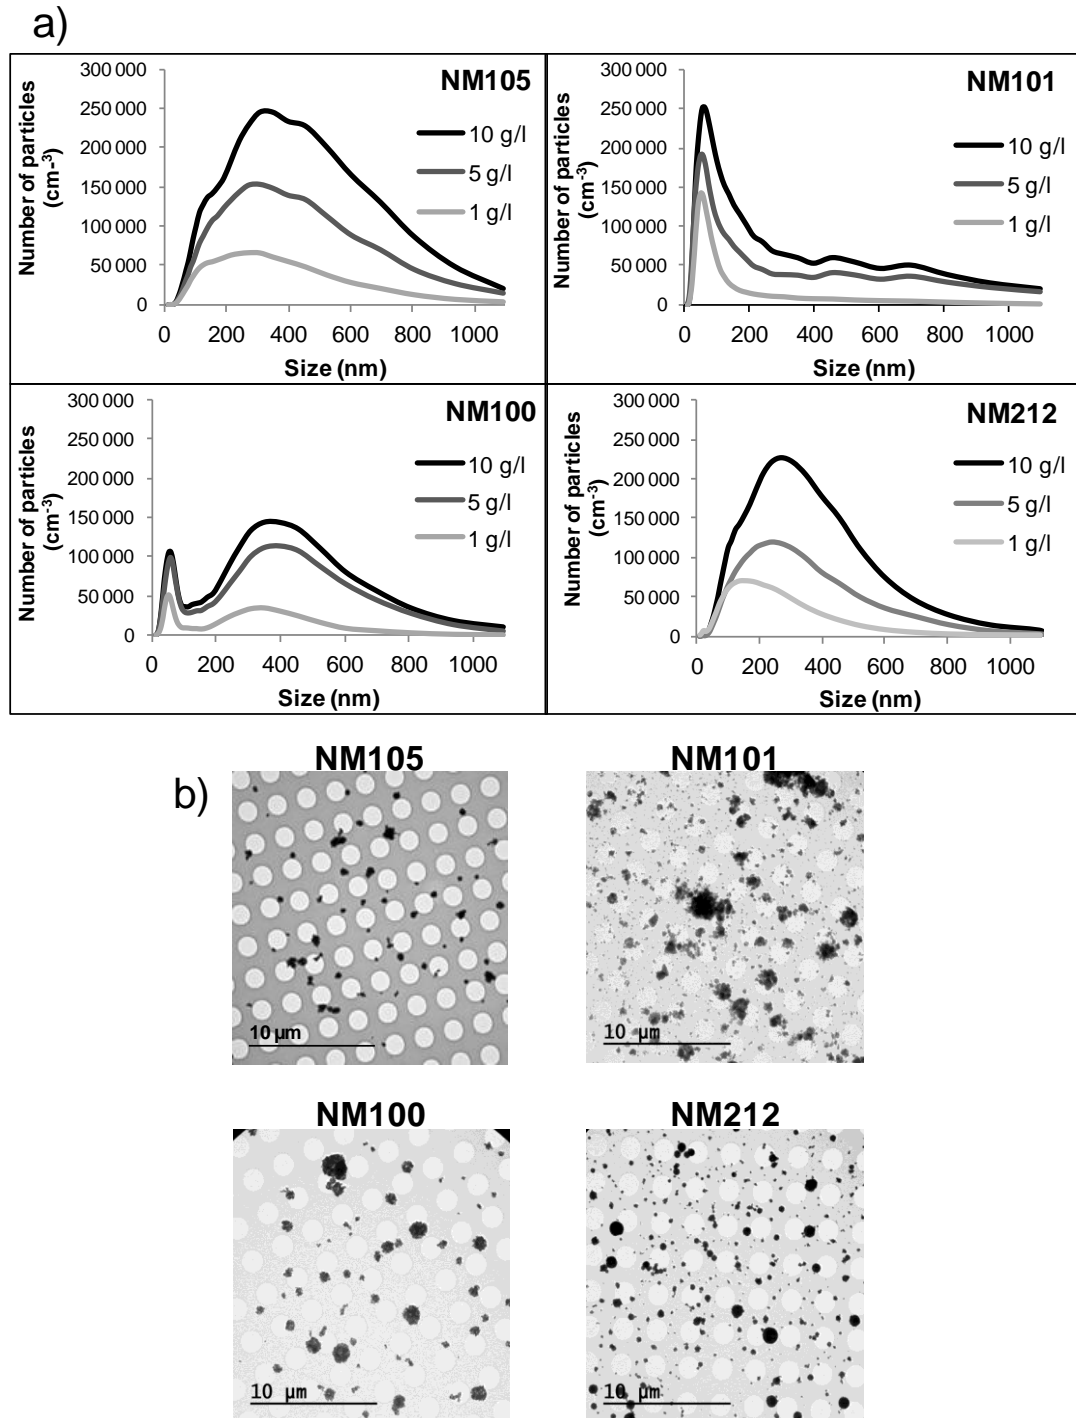 a)
NM105
Number of particles
(cm-³)
300 000
250 000
200 000
150 000
100 000
50 000
0
0 200 400 600 800 1000
Size (nm)
10 g/l
5 g/l
1 g/l
NM101
Number of particles
(cm-³)
300 000
250 000
200 000
150 000
100 000
50 000
0
0 200 400 600 800 1000
Size (nm)
10 g/l
5 g/l
1 g/l
NM100
Number of particles
(cm-³)
300 000
250 000
200 000
150 000
100 000
50 000
0
0 200 400 600 800 1000
Size (nm)
10 g/l
5 g/l
1 g/l
NM212
Number of particles
(cm-³)
300 000
250 000
200 000
150 000
100 000
50 000
0
0 200 400 600 800 1000
Size (nm)
10 g/l
5 g/l
1 g/l
b)
NM105
10 µm
NM101
10 µm
NM100
10 µm
NM212
10 µm